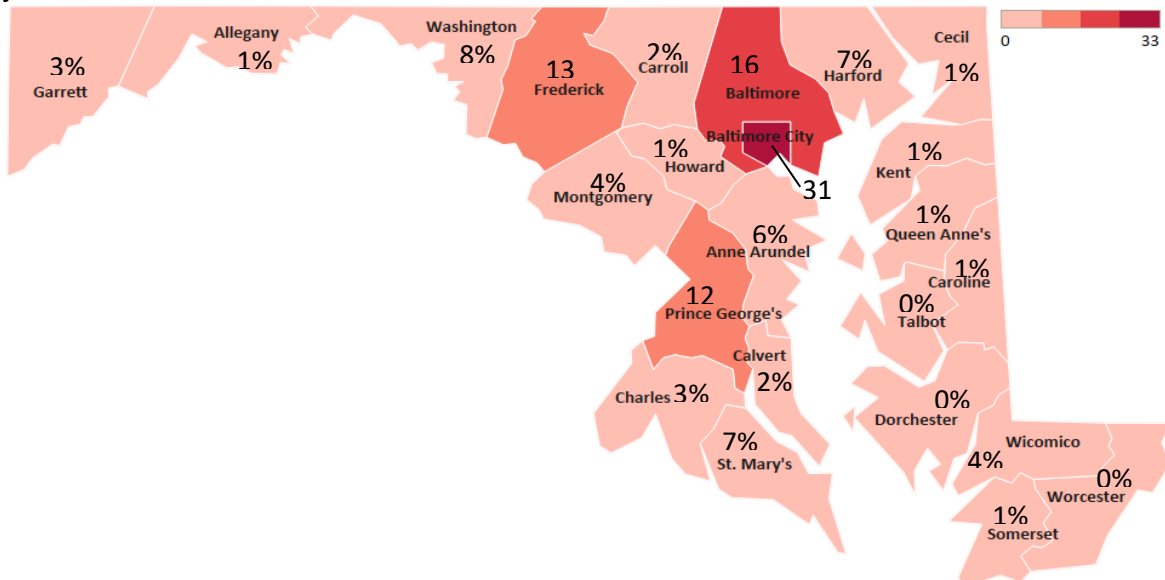 y
Allegany
1%
3%
Garrett
Washington
8%
13
Frederick
2%
Carroll
16
Baltimore
7%
Harford
Cecil
1%
0 33
Baltimore City
31
1%
Howard
4%
Montgomery
1%
Kent
1%
Queen Anne's
6%
Anne Arundel
1%
Caroline
12
Prince George's
0%
Talbot
Calvert
2%
Charles 3%
0%
Dorchester
7%
St. Mary's
Wicomico
4%
0%
Worcester
1%
Somerset